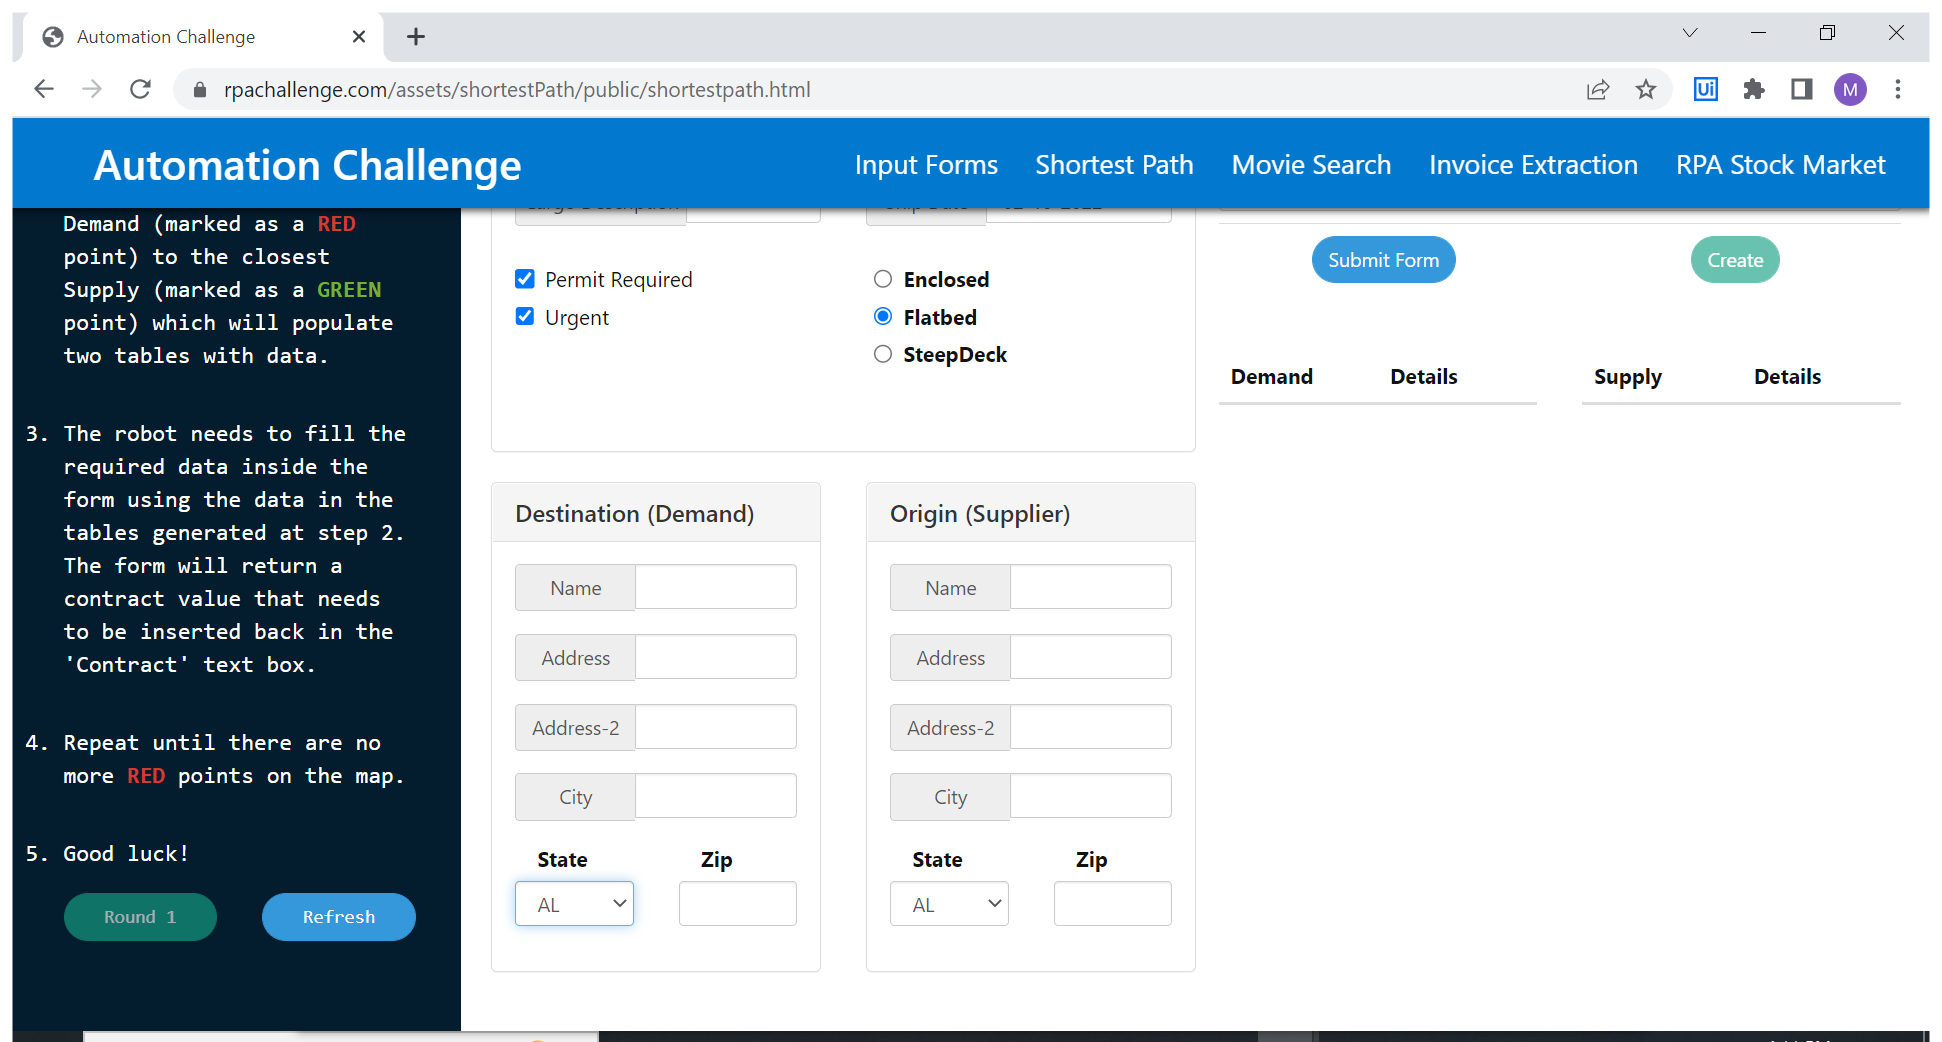 Automation Challenge
rpachallenge.com/assets/shortestPath/public/shortestpath.html
Ui
M
Automation Challenge
Input Forms
Shortest Path
Movie Search
Invoice Extraction
RPA Stock Market
Demand (marked as a RED
point) to the closest
Supply (marked as a GREEN
point) which will populate
two tables with data.
3. The robot needs to fill the
required data inside the
form using the data in the
tables generated at step 2.
The form will return a
contract value that needs
to be inserted back in the
'Contract' text box.
4. Repeat until there are no
more RED points on the map.
5. Good luck!
Round 1
Refresh
Permit Required
Urgent
Enclosed
Flatbed
SteepDeck
Submit Form
Create
Demand Details
Supply Details
Destination (Demand)
Name
Address
Address-2
City
State Zip
AL
Origin (Supplier)
Name
Address
Address-2
City
State Zip
AL